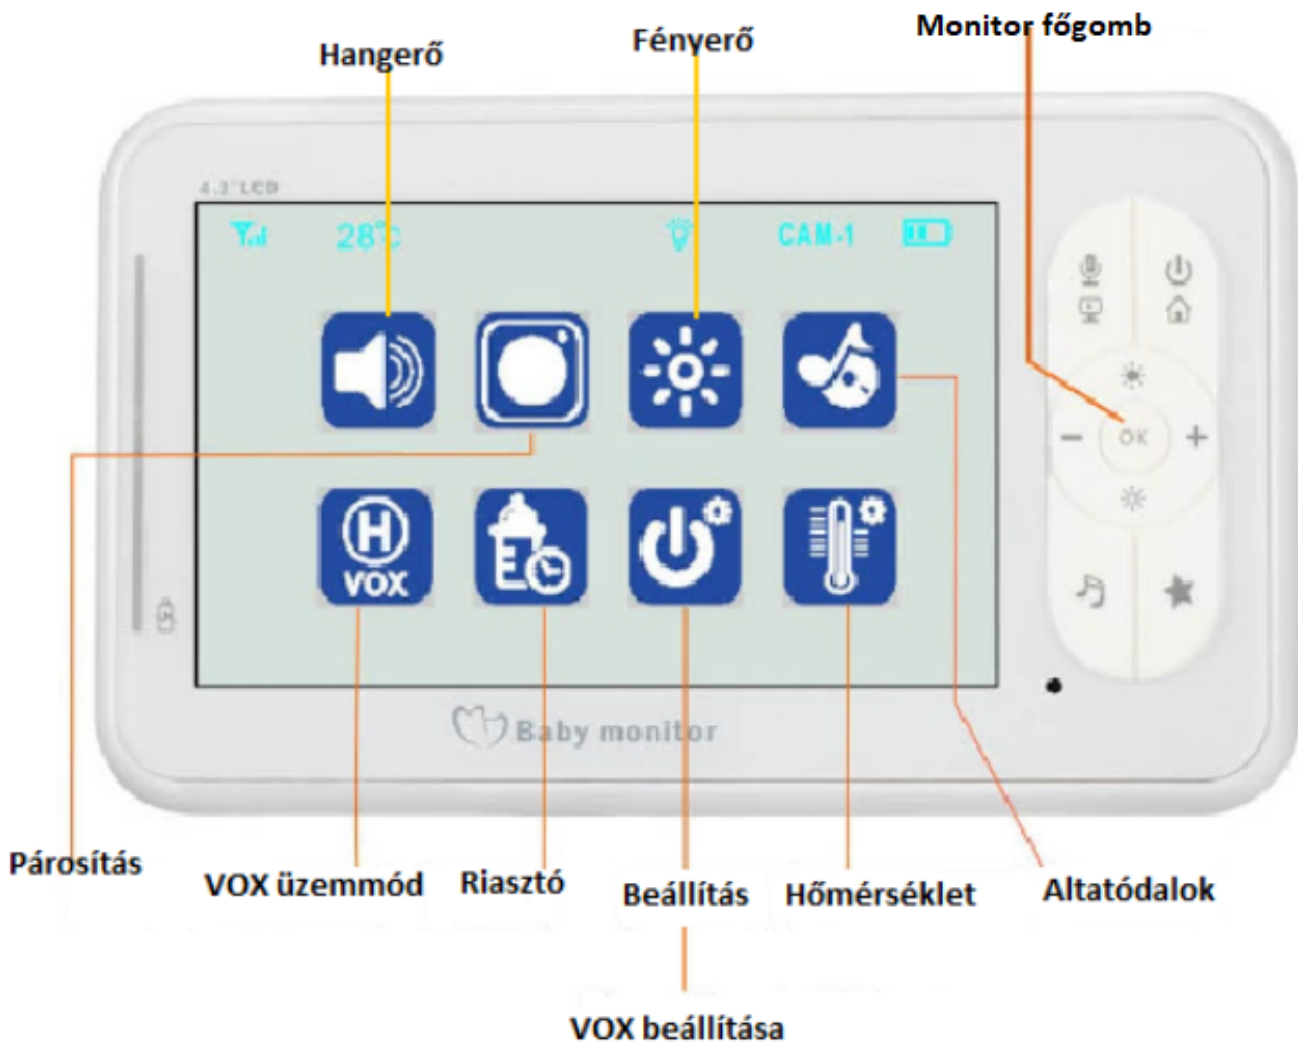 Hangerő
Fényerő
Monitor főgomb
4.3"LCD
28°C
CAM-1
OK
H
VOX
Baby monitor
Párosítás
VOX üzemmód
Riasztó
Beállítás
Hőmérséklet
Altatódalok
VOX beállítása